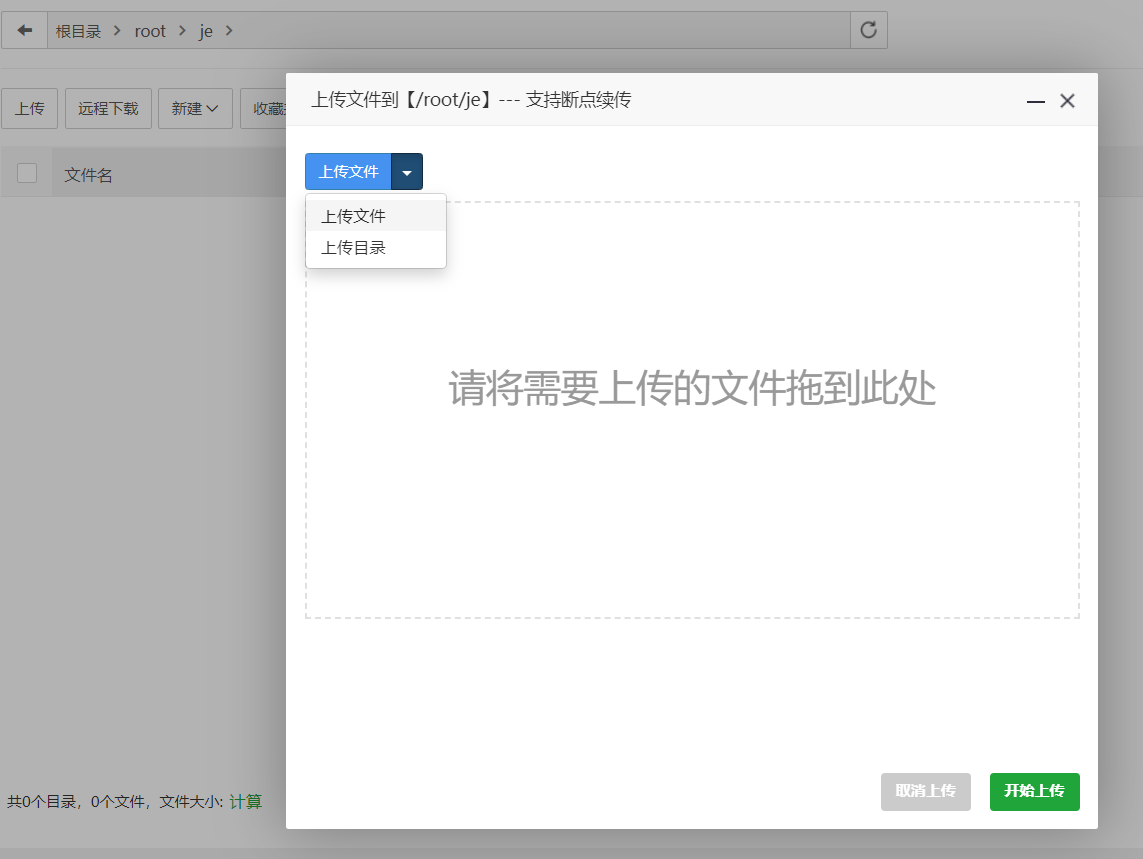 根目录 root je
上传 远程下载 新建 收藏
上传文件到【/root/je】--- 支持断点续传
文件名
上传文件
上传文件
上传目录
请将需要上传的文件拖到此处
共0个目录，0个文件，文件大小: 计算
取消上传 开始上传